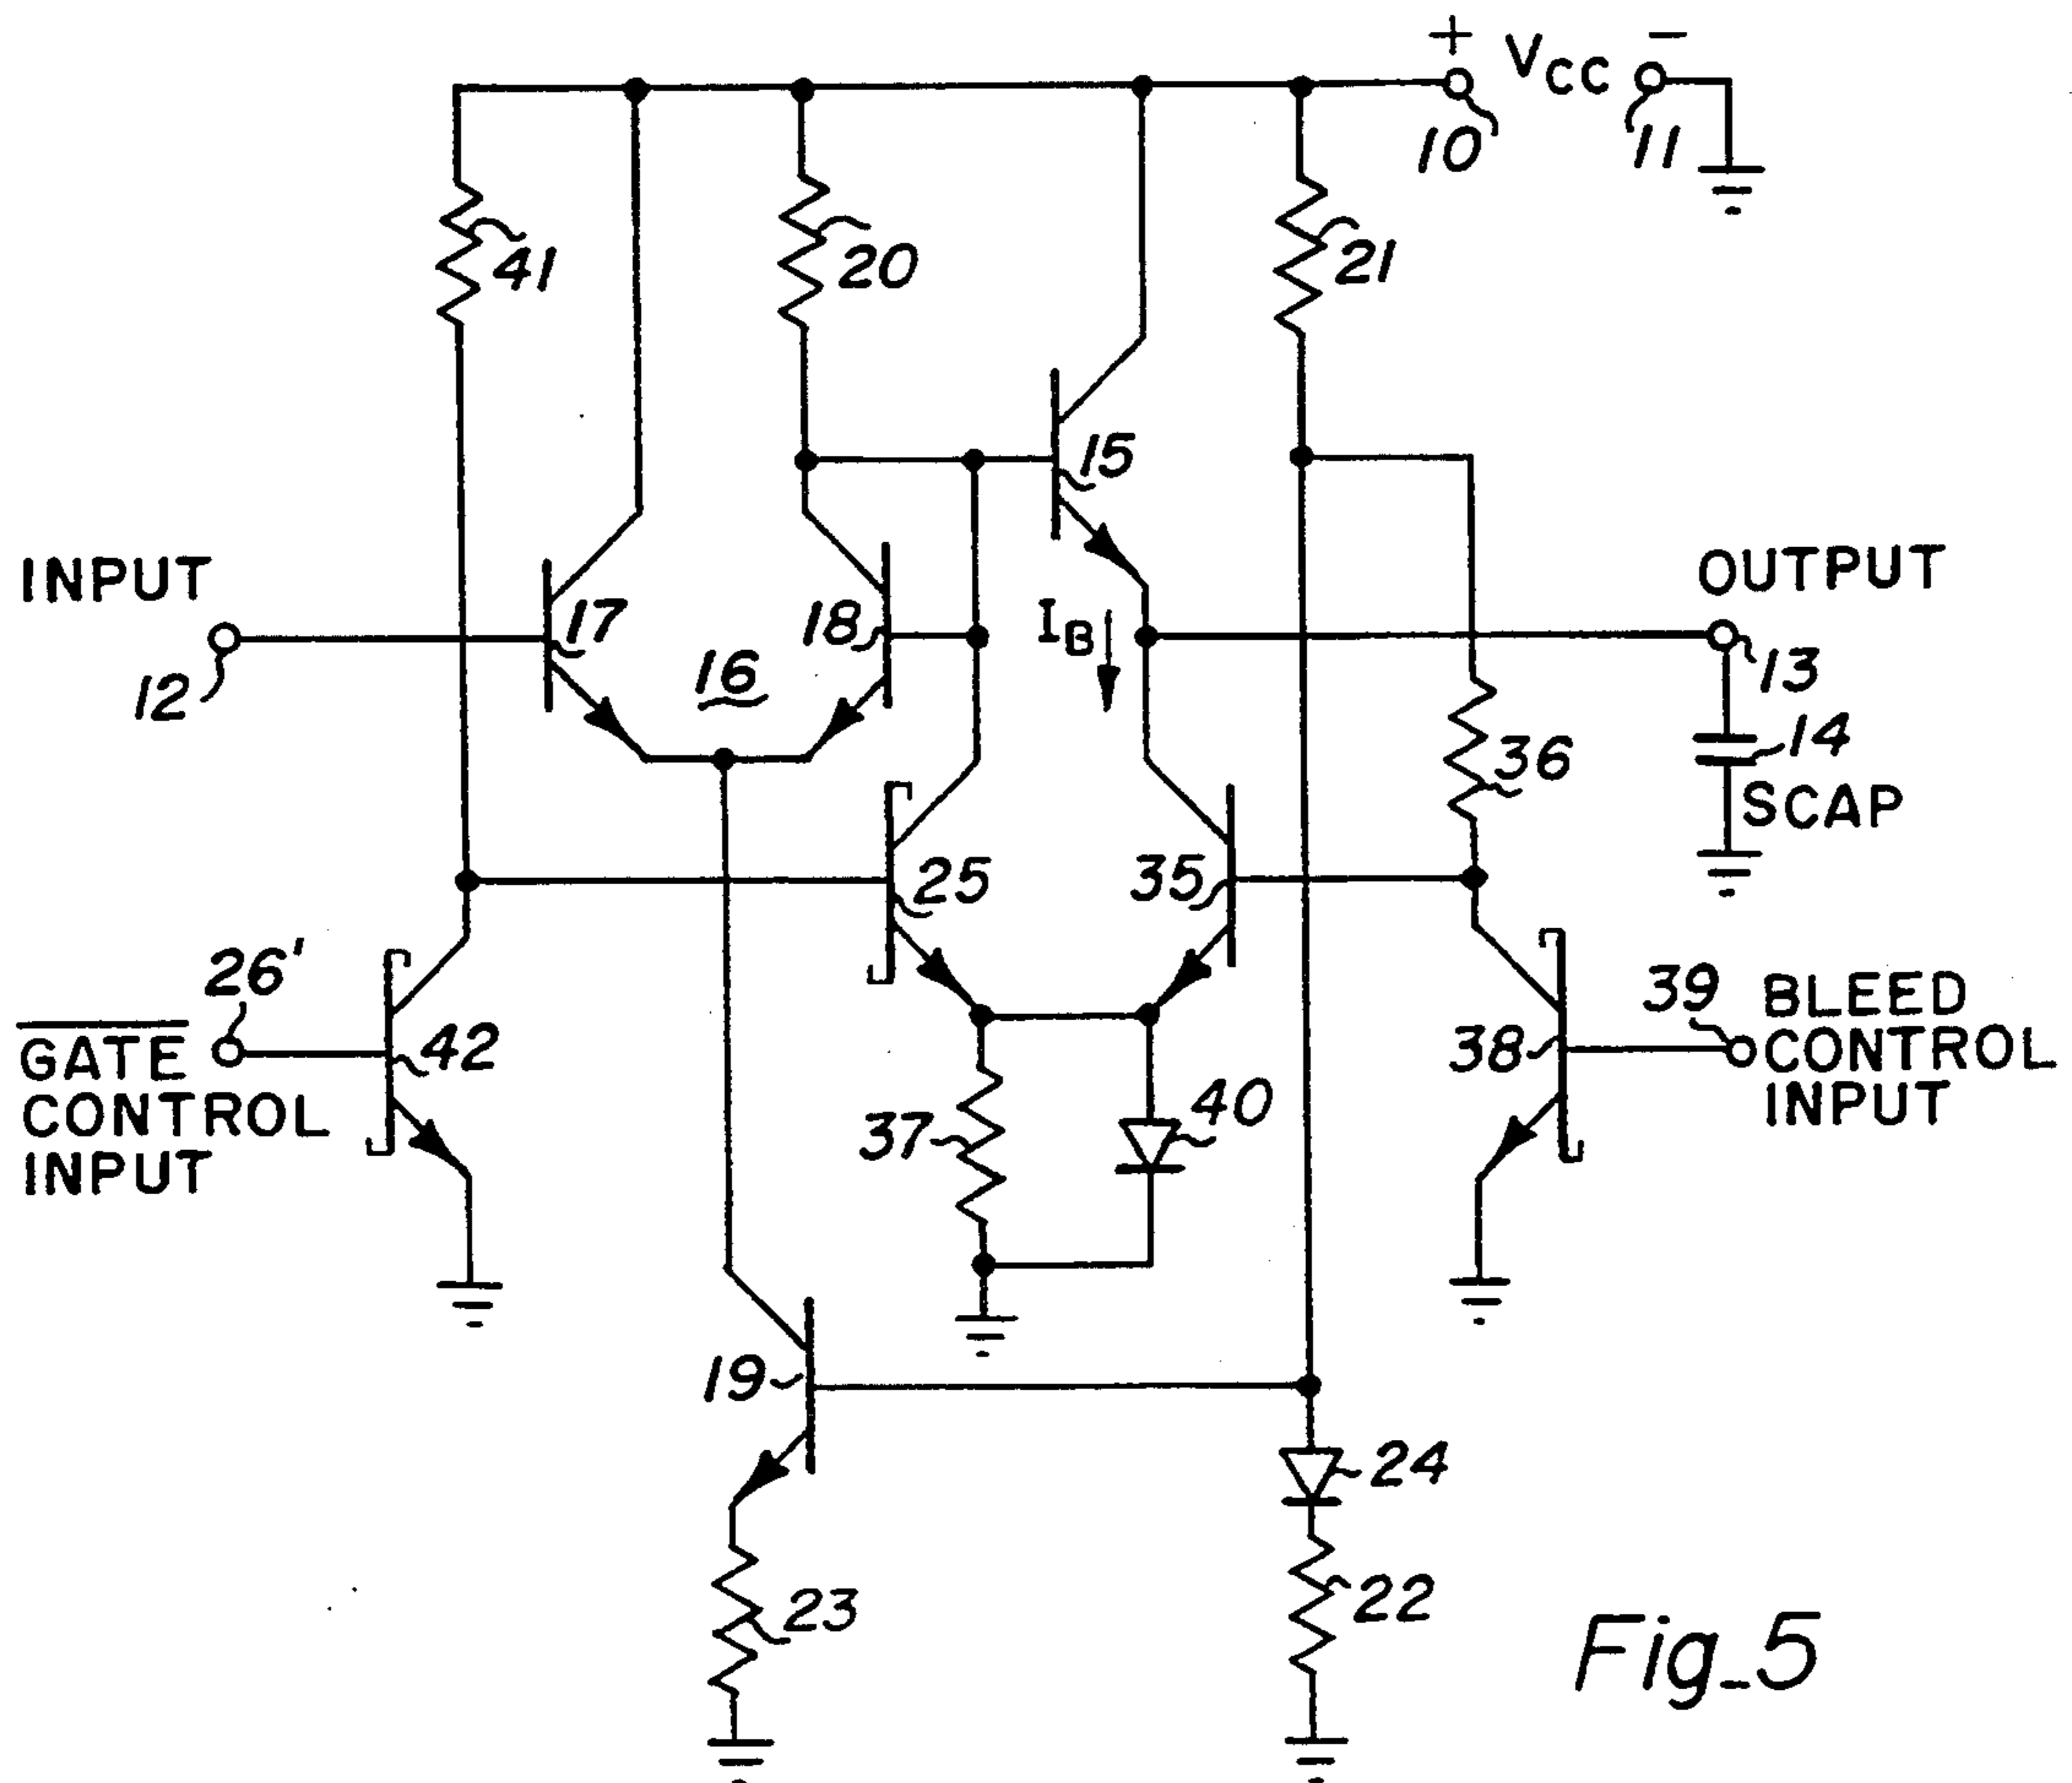 + VCC −
10
11
41
20
21
15
INPUT
17
18
16
IB
OUTPUT
12
13
14
36
SCAP
25
35
26'
39
BLEED
CONTROL
INPUT
GATE
CONTROL
INPUT
42
38
40
37
19
24
23
22
Fig_5